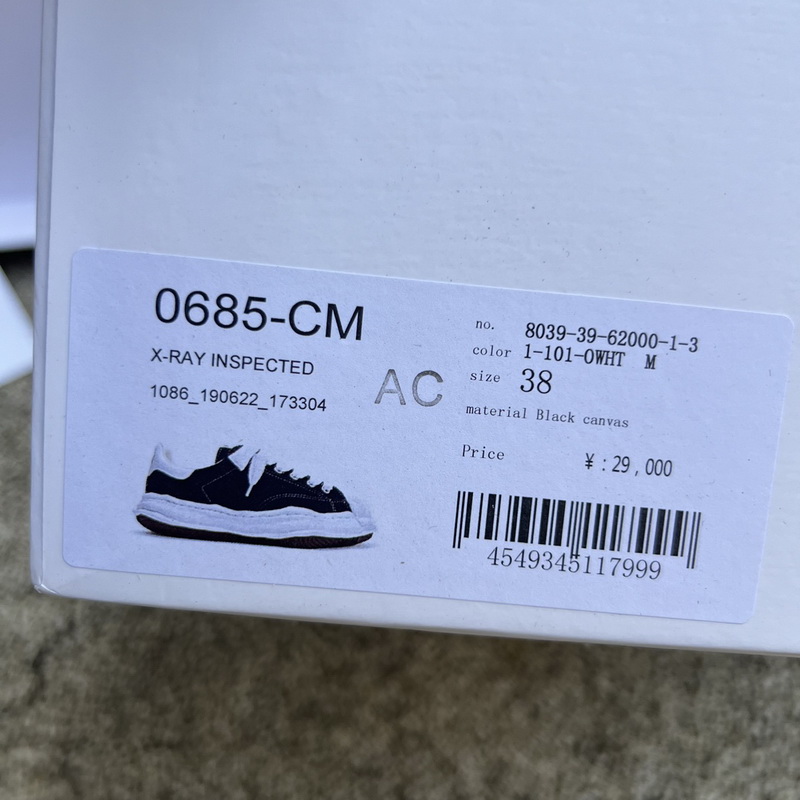 0685-CM
X-RAY INSPECTED
1086_190622_173304
AC
no. 8039-39-62000-1-3
color 1-101-OWHT M
size 38
material Black canvas
Price ¥:29,000
4549345117999